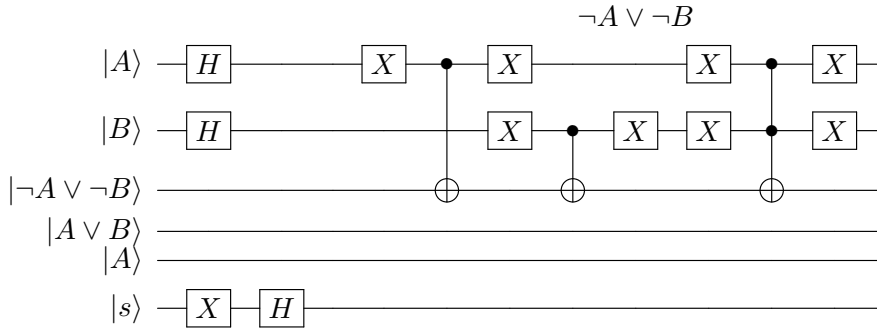 ¬A ∨ ¬B
|A⟩ H X X X X
|B⟩ H X X X X
|¬A ∨ ¬B⟩
|A ∨ B⟩
|A⟩
|s⟩ X H